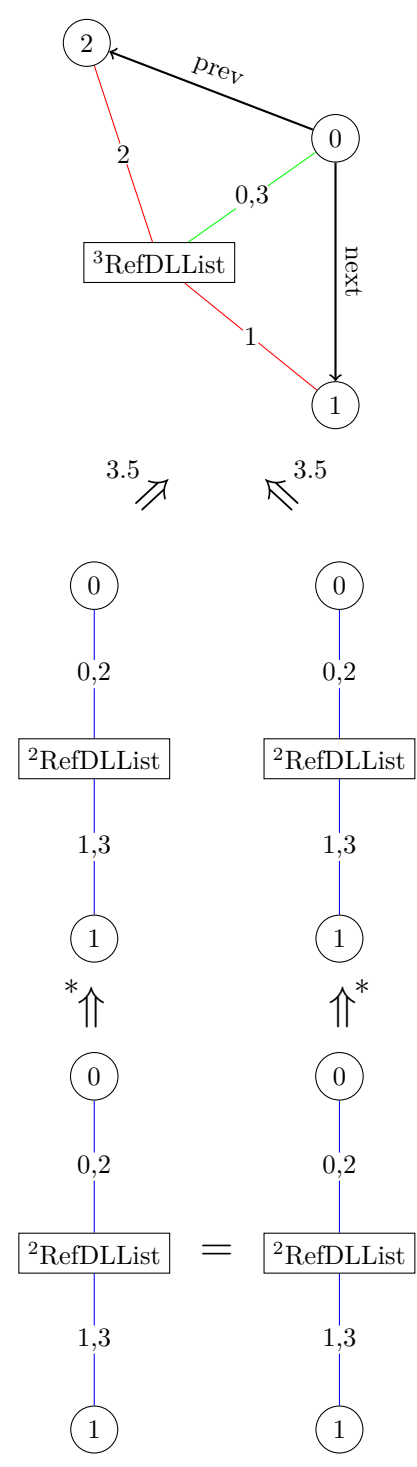 2
prev
0
2
0,3
³RefDLList
next
1
1
3.5 ⇗ ⇖ 3.5
0 0
0,2 0,2
²RefDLList ²RefDLList
1,3 1,3
1 1
*⇑ ⇑*
0 0
0,2 0,2
²RefDLList = ²RefDLList
1,3 1,3
1 1